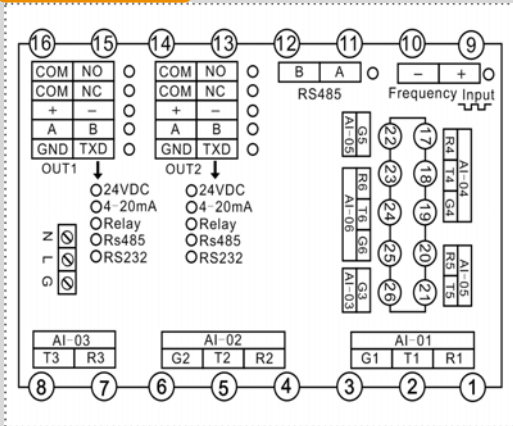 16 15 14 13 12 11 10 9
COM NO
COM NC
+ −
A B
GND TXD
OUT1
COM NO
COM NC
+ −
A B
GND TXD
OUT2
B A
RS485
− +
Frequency Input
24VDC
4-20mA
Relay
Rs485
RS232
24VDC
4-20mA
Relay
Rs485
RS232
N
L
G
G5
AI-05
R6 T6 G6
AI-06
G3
AI-03
22 17
23 18
24 19
25 20
26 21
AI-04
R4 T4 G4
AI-05
R5 T5
AI-03
T3 R3
AI-02
G2 T2 R2
AI-01
G1 T1 R1
8 7 6 5 4 3 2 1